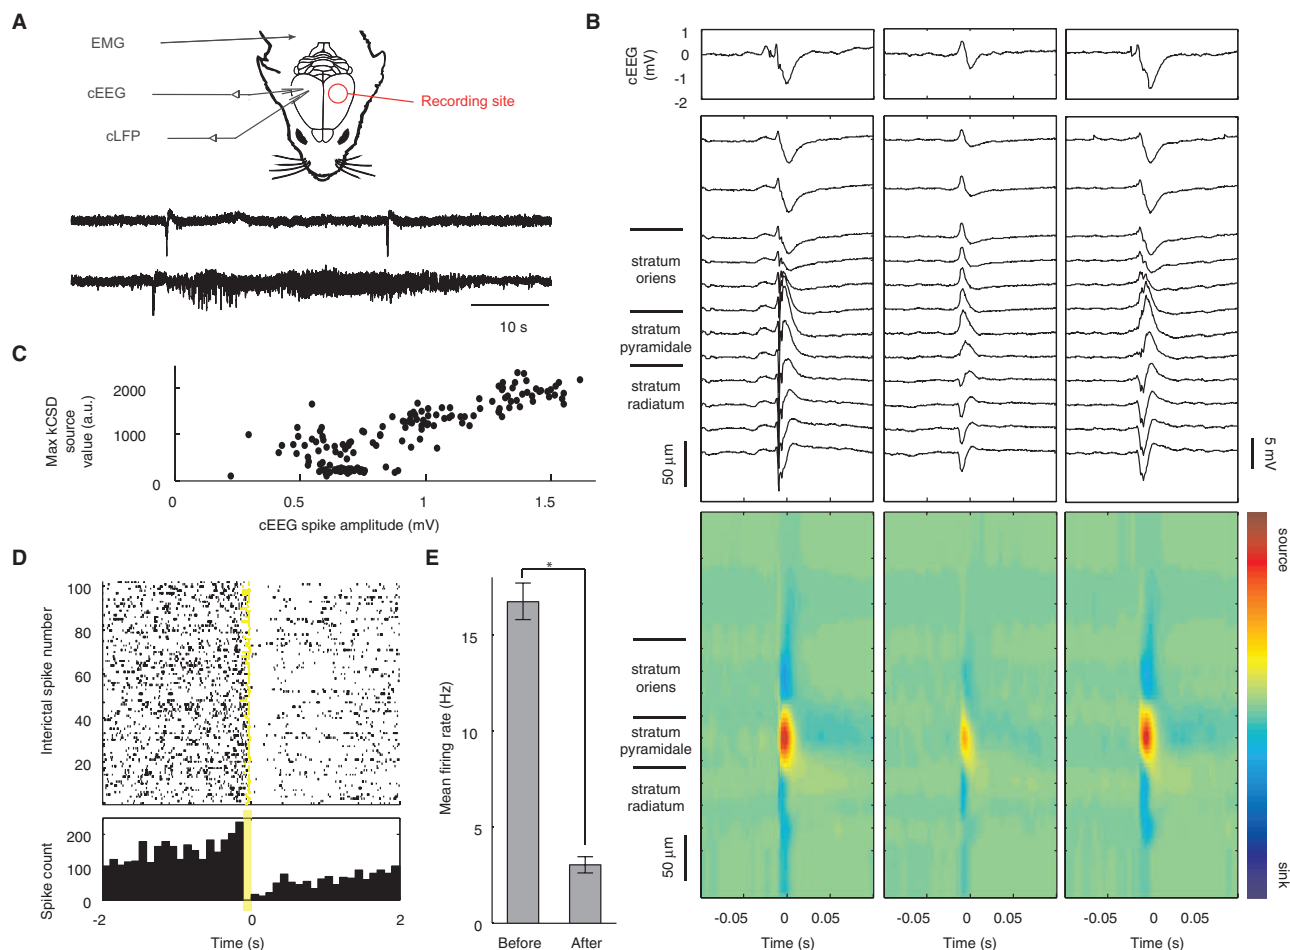 A
EMG
cEEG
cLFP
Recording site
10 s
B
cEEG
(mV)
1
0
-1
-2
stratum
oriens
stratum
pyramidale
stratum
radiatum
50 μm
5 mV
source
sink
stratum
oriens
stratum
pyramidale
stratum
radiatum
50 μm
-0.05 0 0.05
-0.05 0 0.05
-0.05 0 0.05
Time (s)
Time (s)
Time (s)
C
Max kCSD
source
value (a.u.)
2000
1000
0
0 0.5 1 1.5
cEEG spike amplitude (mV)
D
Interictal spike number
100
80
60
40
20
Spike count
200
100
0
-2 0 2
Time (s)
E
*
Mean firing rate (Hz)
15
10
5
0
Before After